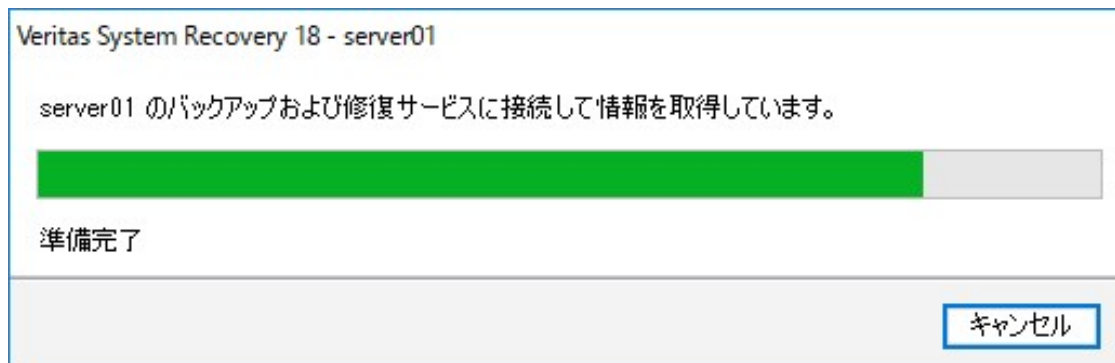 Veritas System Recovery 18 - server01
server01 のバックアップおよび修復サービスに接続して情報を取得しています。
準備完了
キャンセル